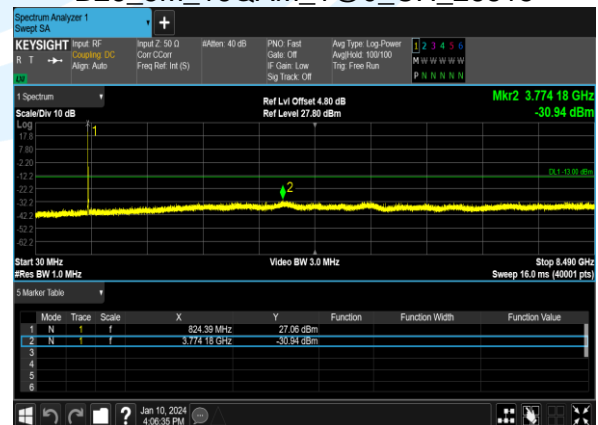 Spectrum Analyzer 1
Swept SA
KEYSIGHT
R T
LXI
Input: RF
Coupling: DC
Align: Auto
Input Z: 50 Ω
Corr CCorr
Freq Ref: Int (S)
#Atten: 40 dB
PNO: Fast
Gate: Off
IF Gain: Low
Sig Track: Off
Avg Type: Log-Power
Avg|Hold: 100/100
Trig: Free Run
1 2 3 4 5 6
M W W W W W
P N N N N N
1 Spectrum
Scale/Div 10 dB
Ref Lvl Offset 4.80 dB
Ref Level 27.80 dBm
Mkr2 3.774 18 GHz
-30.94 dBm
Log
17.8
7.80
-2.20
-12.2
-22.2
-32.2
-42.2
-52.2
-62.2
1
2
DL1 -13.00 dBm
Start 30 MHz
#Res BW 1.0 MHz
Video BW 3.0 MHz
Stop 8.490 GHz
Sweep 16.0 ms (40001 pts)
5 Marker Table
Mode Trace Scale X Y Function Function Width Function Value
1 N 1 f 824.39 MHz 27.06 dBm
2 N 1 f 3.774 18 GHz -30.94 dBm
3
4
5
6
?
Jan 10, 2024
4:06:35 PM